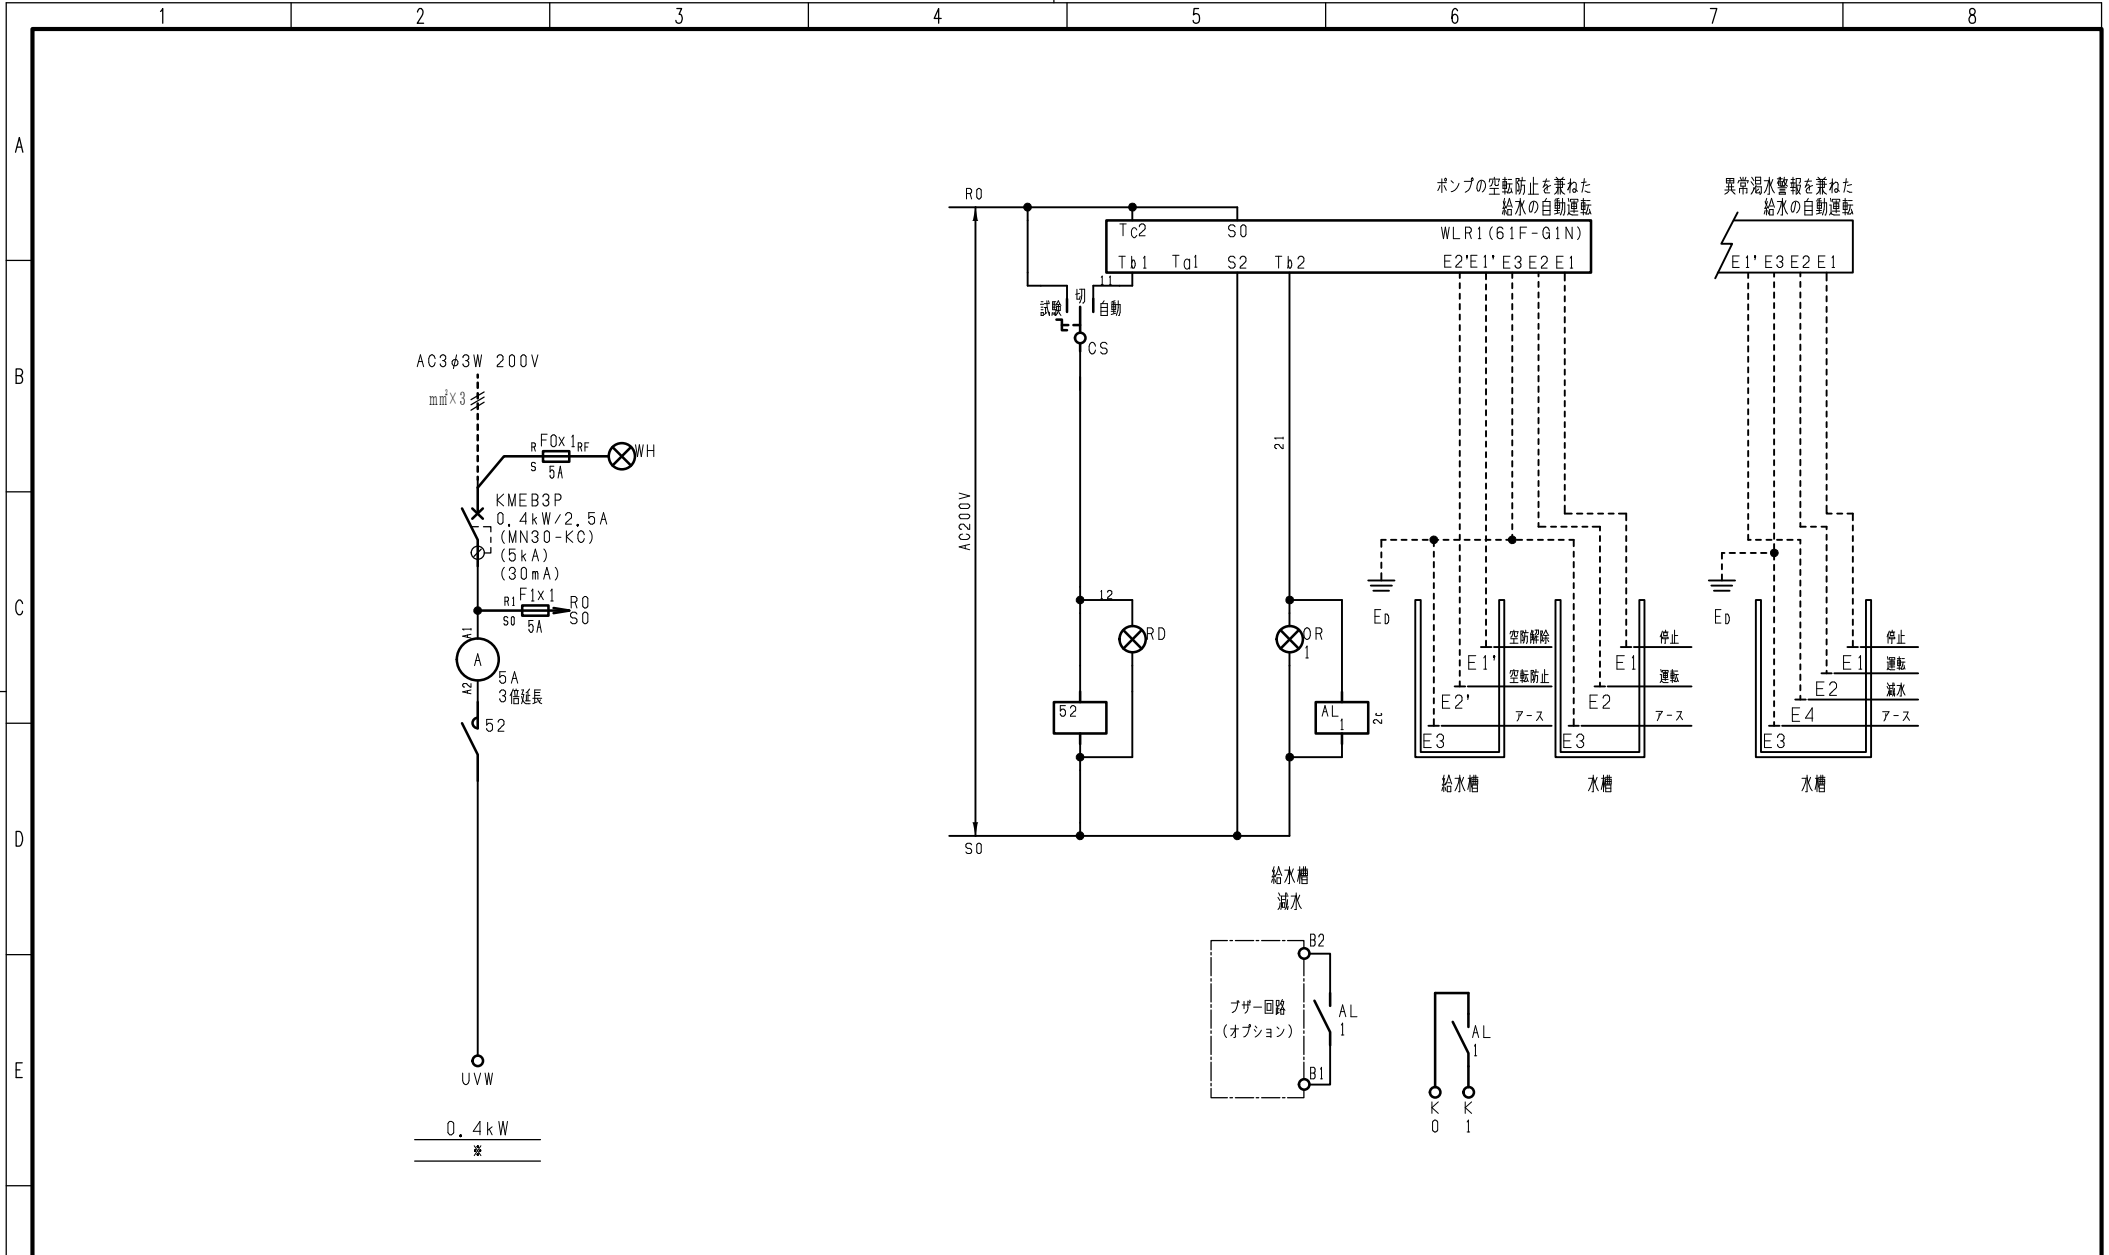 1 2 3 4 5 6 7 8
A
B
C
D
E
AC3φ3W 200V
mm²×3
R F0x1 RF
S 5A
WH
KMEB3P
0.4kW/2.5A
(MN30-KC)
(5kA)
(30mA)
R1 F1x1 R0
S0 5A S0
A1
A
A2
5A
3倍延長
52
UVW
0.4kW
※
R0
AC200V
S0
ポンプの空転防止を兼ねた
給水の自動運転
Tc2 S0 WLR1(61F-G1N)
Tb1 Ta1 S2 Tb2 E2' E1' E3 E2 E1
11
試験 切 自動
CS
21
12
RD
52
OR
1
AL
1
2c
ED
空防解除
E1'
空転防止
E2'
アース
E3
給水槽
停止
E1
運転
E2
アース
E3
水槽
異常渇水警報を兼ねた
給水の自動運転
E1' E3 E2 E1
ED
停止
E1
運転
E2
減水
E4
アース
E3
水槽
給水槽
減水
B2
ブザー回路
(オプション)
AL
1
B1
AL
1
K K
0 1